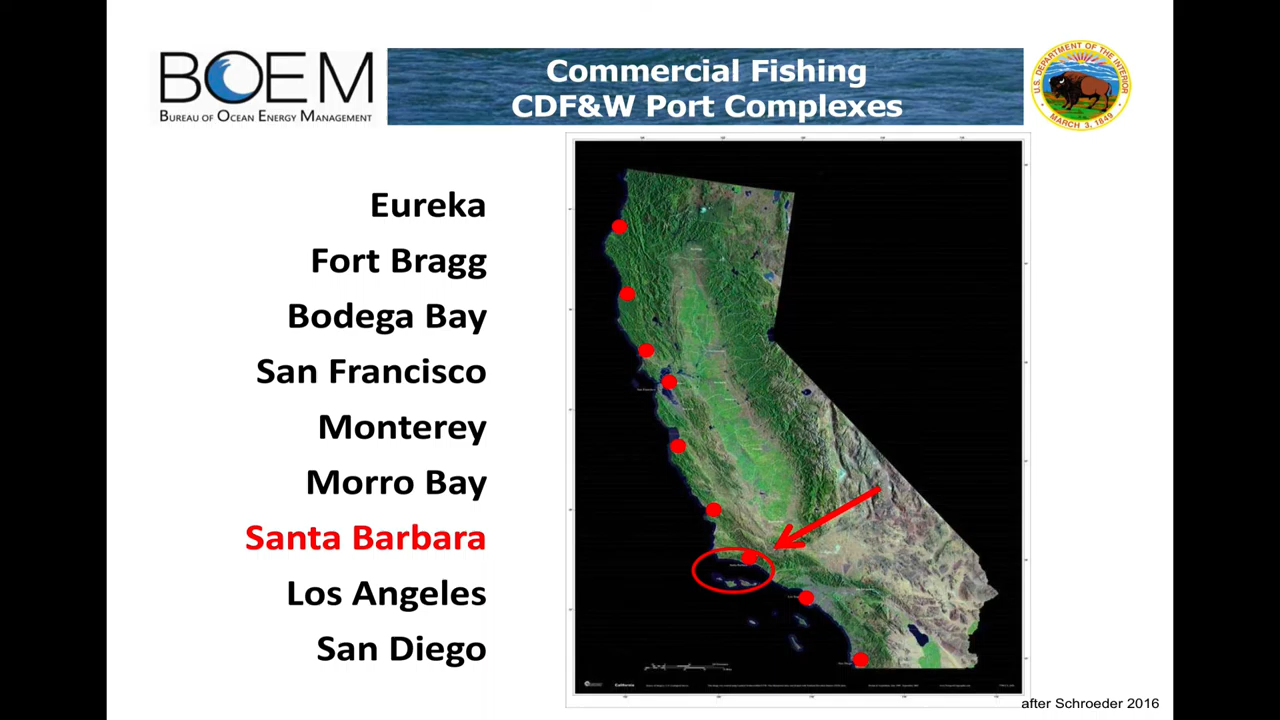 BOEM
BUREAU OF OCEAN ENERGY MANAGEMENT
Commercial Fishing
CDF&W Port Complexes
U.S. DEPARTMENT OF THE INTERIOR
MARCH 3, 1849
Eureka
Fort Bragg
Bodega Bay
San Francisco
Monterey
Morro Bay
Santa Barbara
Los Angeles
San Diego
California
after Schroeder 2016